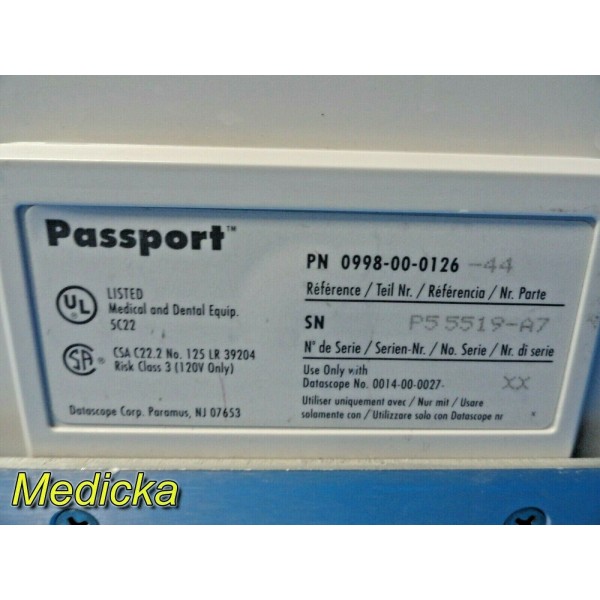 Passport™
UL LISTED
Medical and Dental Equip.
5C22
CSA C22.2 No. 125 LR 39204
Risk Class 3 (120V Only)
Datascope Corp. Paramus, NJ 07653
PN 0998-00-0126 -44
Référence / Teil Nr. / Référencia / Nr. Parte
SN P55519-A7
N° de Serie / Serien-Nr. / No. Serie / Nr. di serie
Use Only with
Datascope No. 0014-00-0027- XX
Utiliser uniquement avec / Nur mit / Usare
solamente con / Utilizzare solo con Datascope nr
Medicka